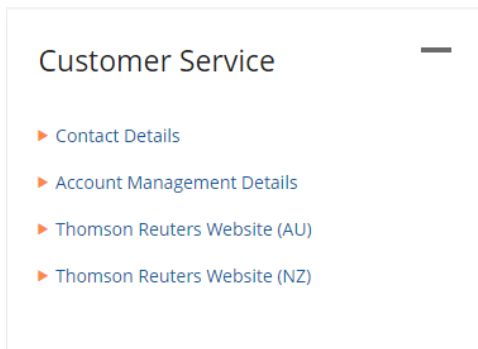 Customer Service
Contact Details
Account Management Details
Thomson Reuters Website (AU)
Thomson Reuters Website (NZ)